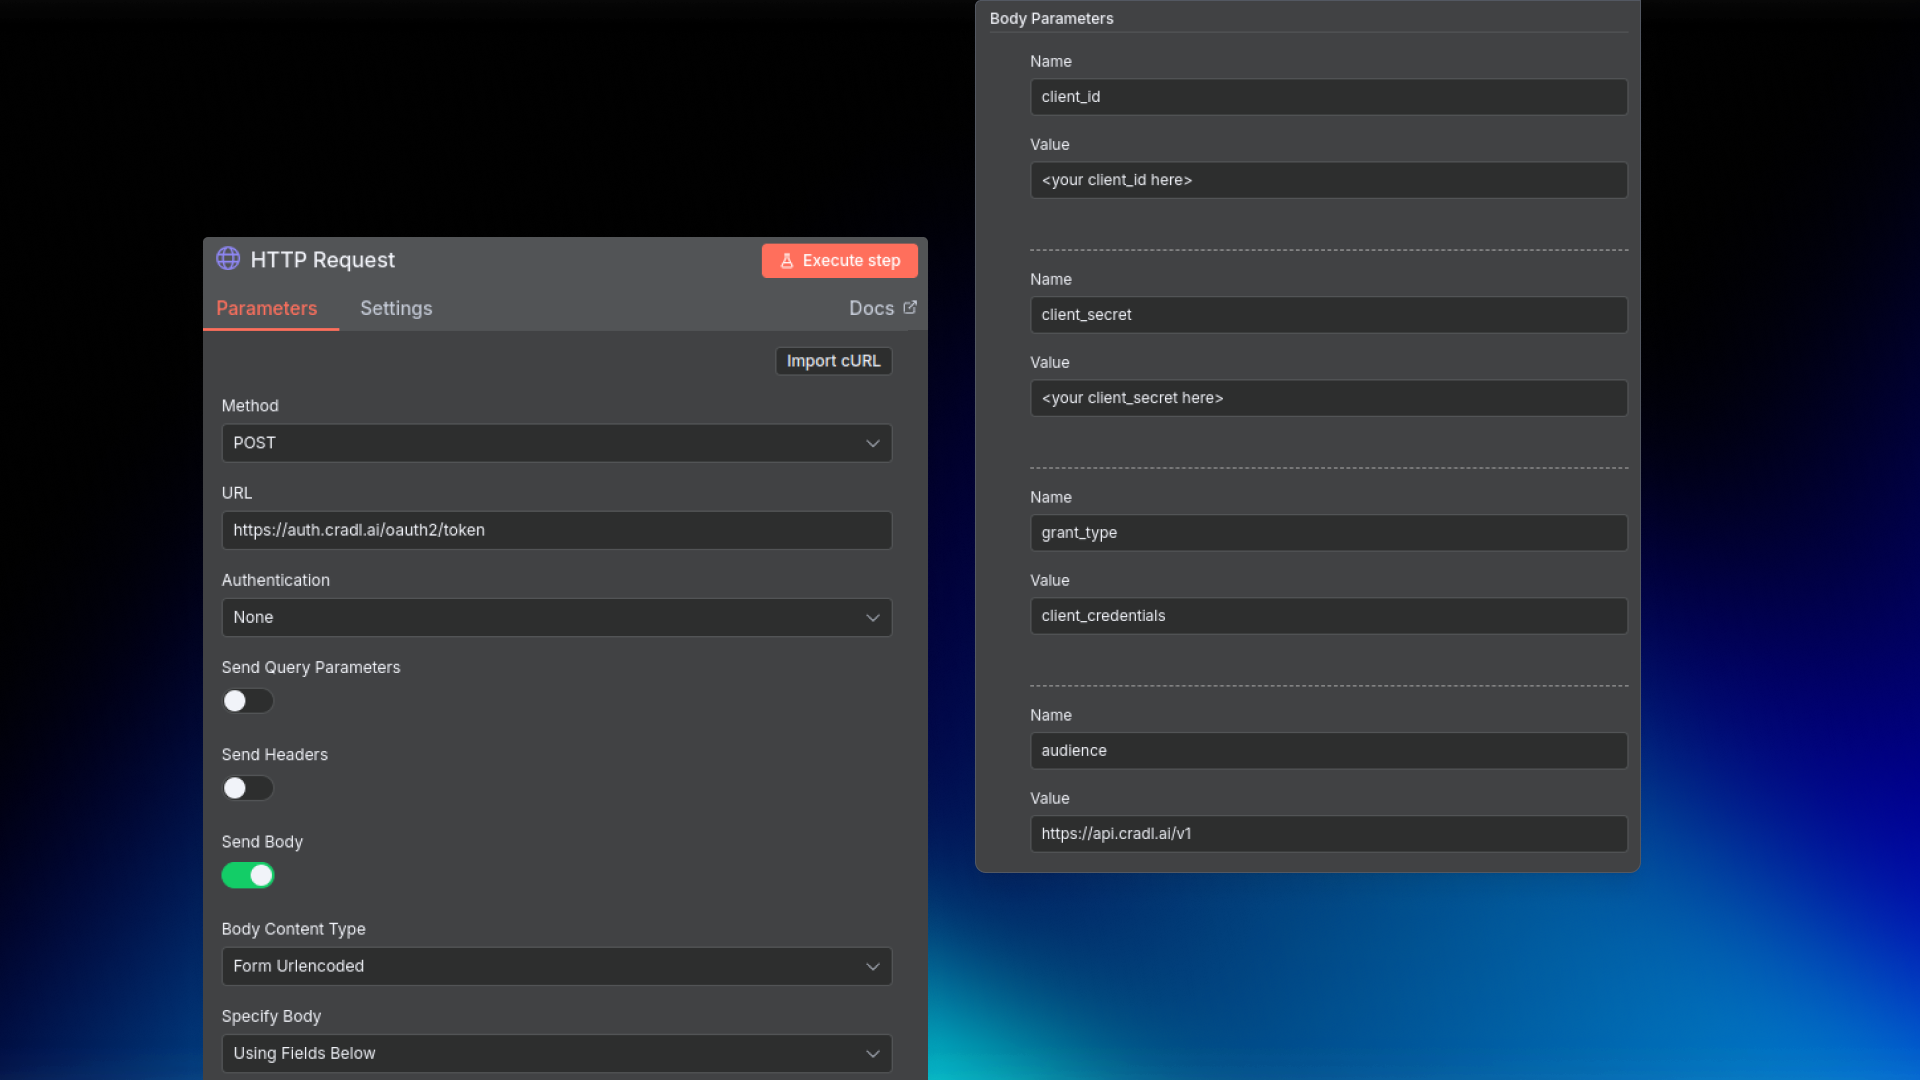 HTTP Request
Execute step
Parameters
Settings
Docs
Import cURL
Method
POST
URL
https://auth.cradl.ai/oauth2/token
Authentication
None
Send Query Parameters
Send Headers
Send Body
Body Content Type
Form Urlencoded
Specify Body
Using Fields Below
Body Parameters
Name
client_id
Value
<your client_id here>
Name
client_secret
Value
<your client_secret here>
Name
grant_type
Value
client_credentials
Name
audience
Value
https://api.cradl.ai/v1